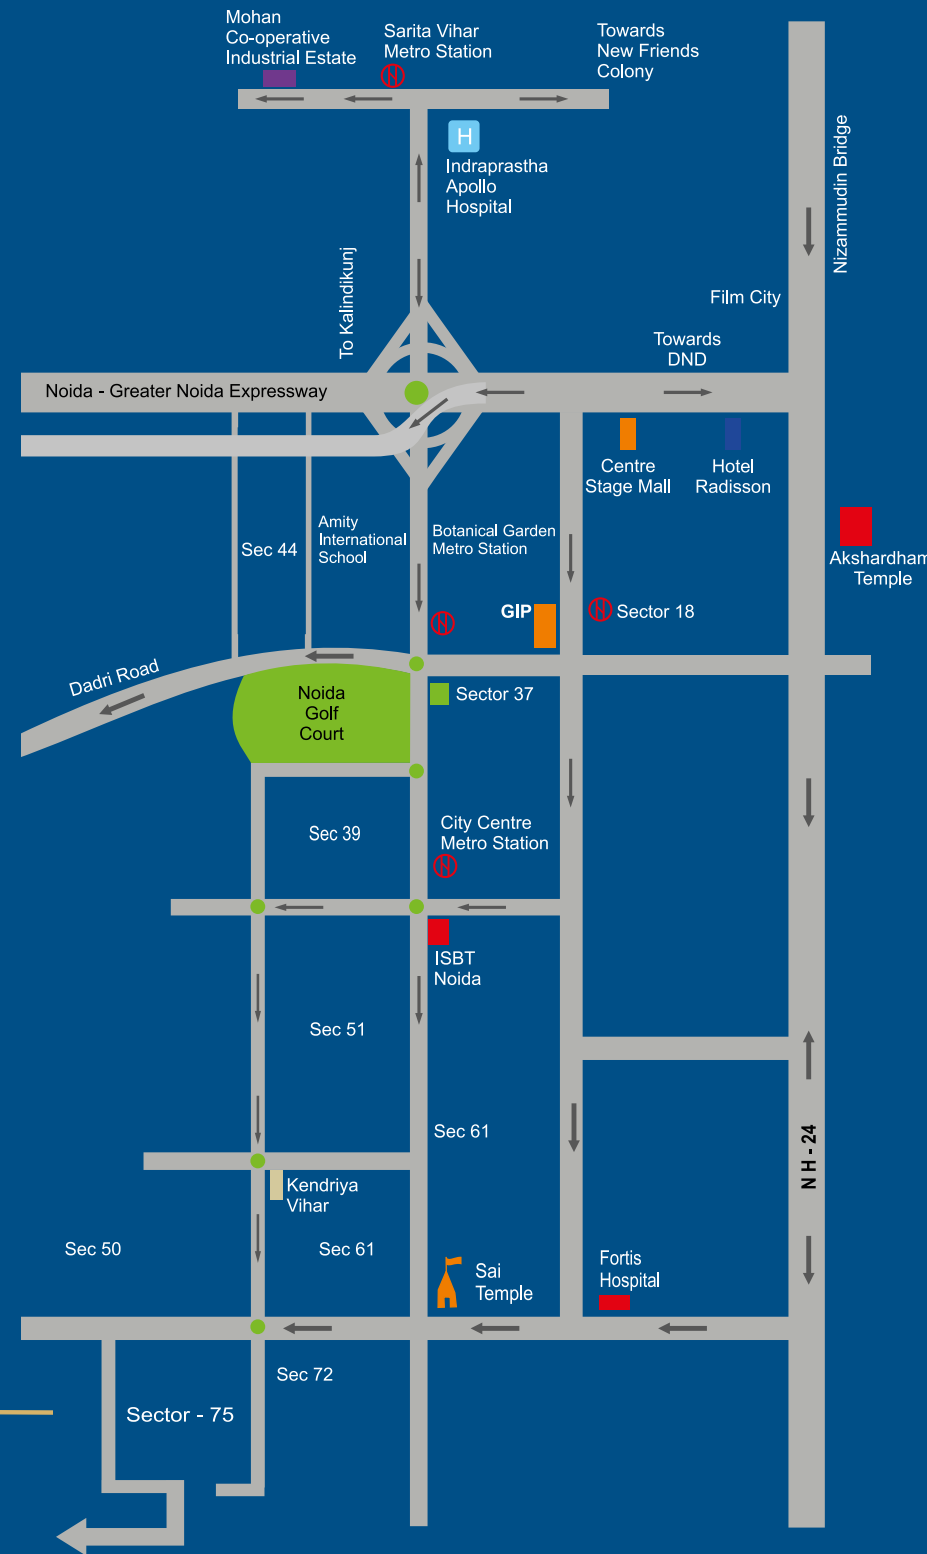 Mohan
Co-operative
Industrial Estate
Sarita Vihar
Metro Station
Towards
New Friends
Colony
H
Indraprastha
Apollo
Hospital
Nizammudin Bridge
To Kalindikunj
Film City
Towards
DND
Noida - Greater Noida Expressway
Centre
Stage Mall
Hotel
Radisson
Amity
International
School
Sec 44
Botanical Garden
Metro Station
Akshardham
Temple
GIP
Sector 18
Dadri Road
Noida
Golf
Court
Sector 37
Sec 39
City Centre
Metro Station
ISBT
Noida
Sec 51
Sec 61
N H - 24
Kendriya
Vihar
Sec 50
Sec 61
Sai
Temple
Fortis
Hospital
Sec 72
Sector - 75